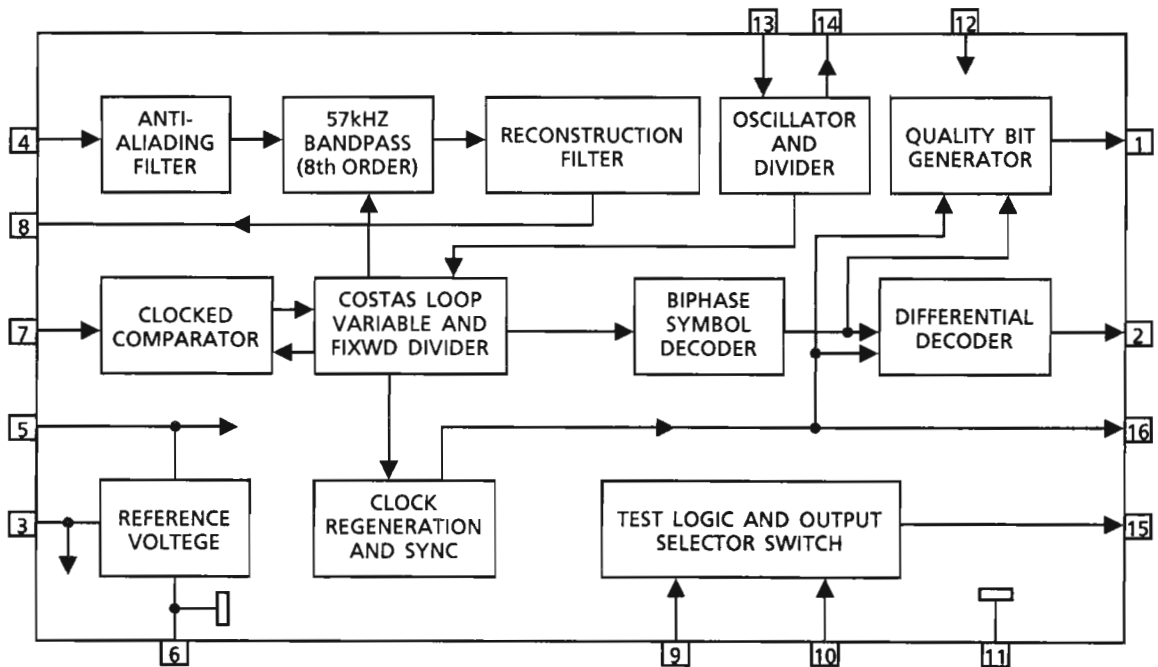 13
14
12
4
ANTI-
ALIADING
FILTER
57kHZ
BANDPASS
(8th ORDER)
RECONSTRUCTION
FILTER
OSCILLATOR
AND
DIVIDER
QUALITY BIT
GENERATOR
1
8
7
CLOCKED
COMPARATOR
COSTAS LOOP
VARIABLE AND
FIXWD DIVIDER
BIPHASE
SYMBOL
DECODER
DIFFERENTIAL
DECODER
2
5
16
3
REFERENCE
VOLTEGE
CLOCK
REGENERATION
AND SYNC
TEST LOGIC AND OUTPUT
SELECTOR SWITCH
15
6
9
10
11